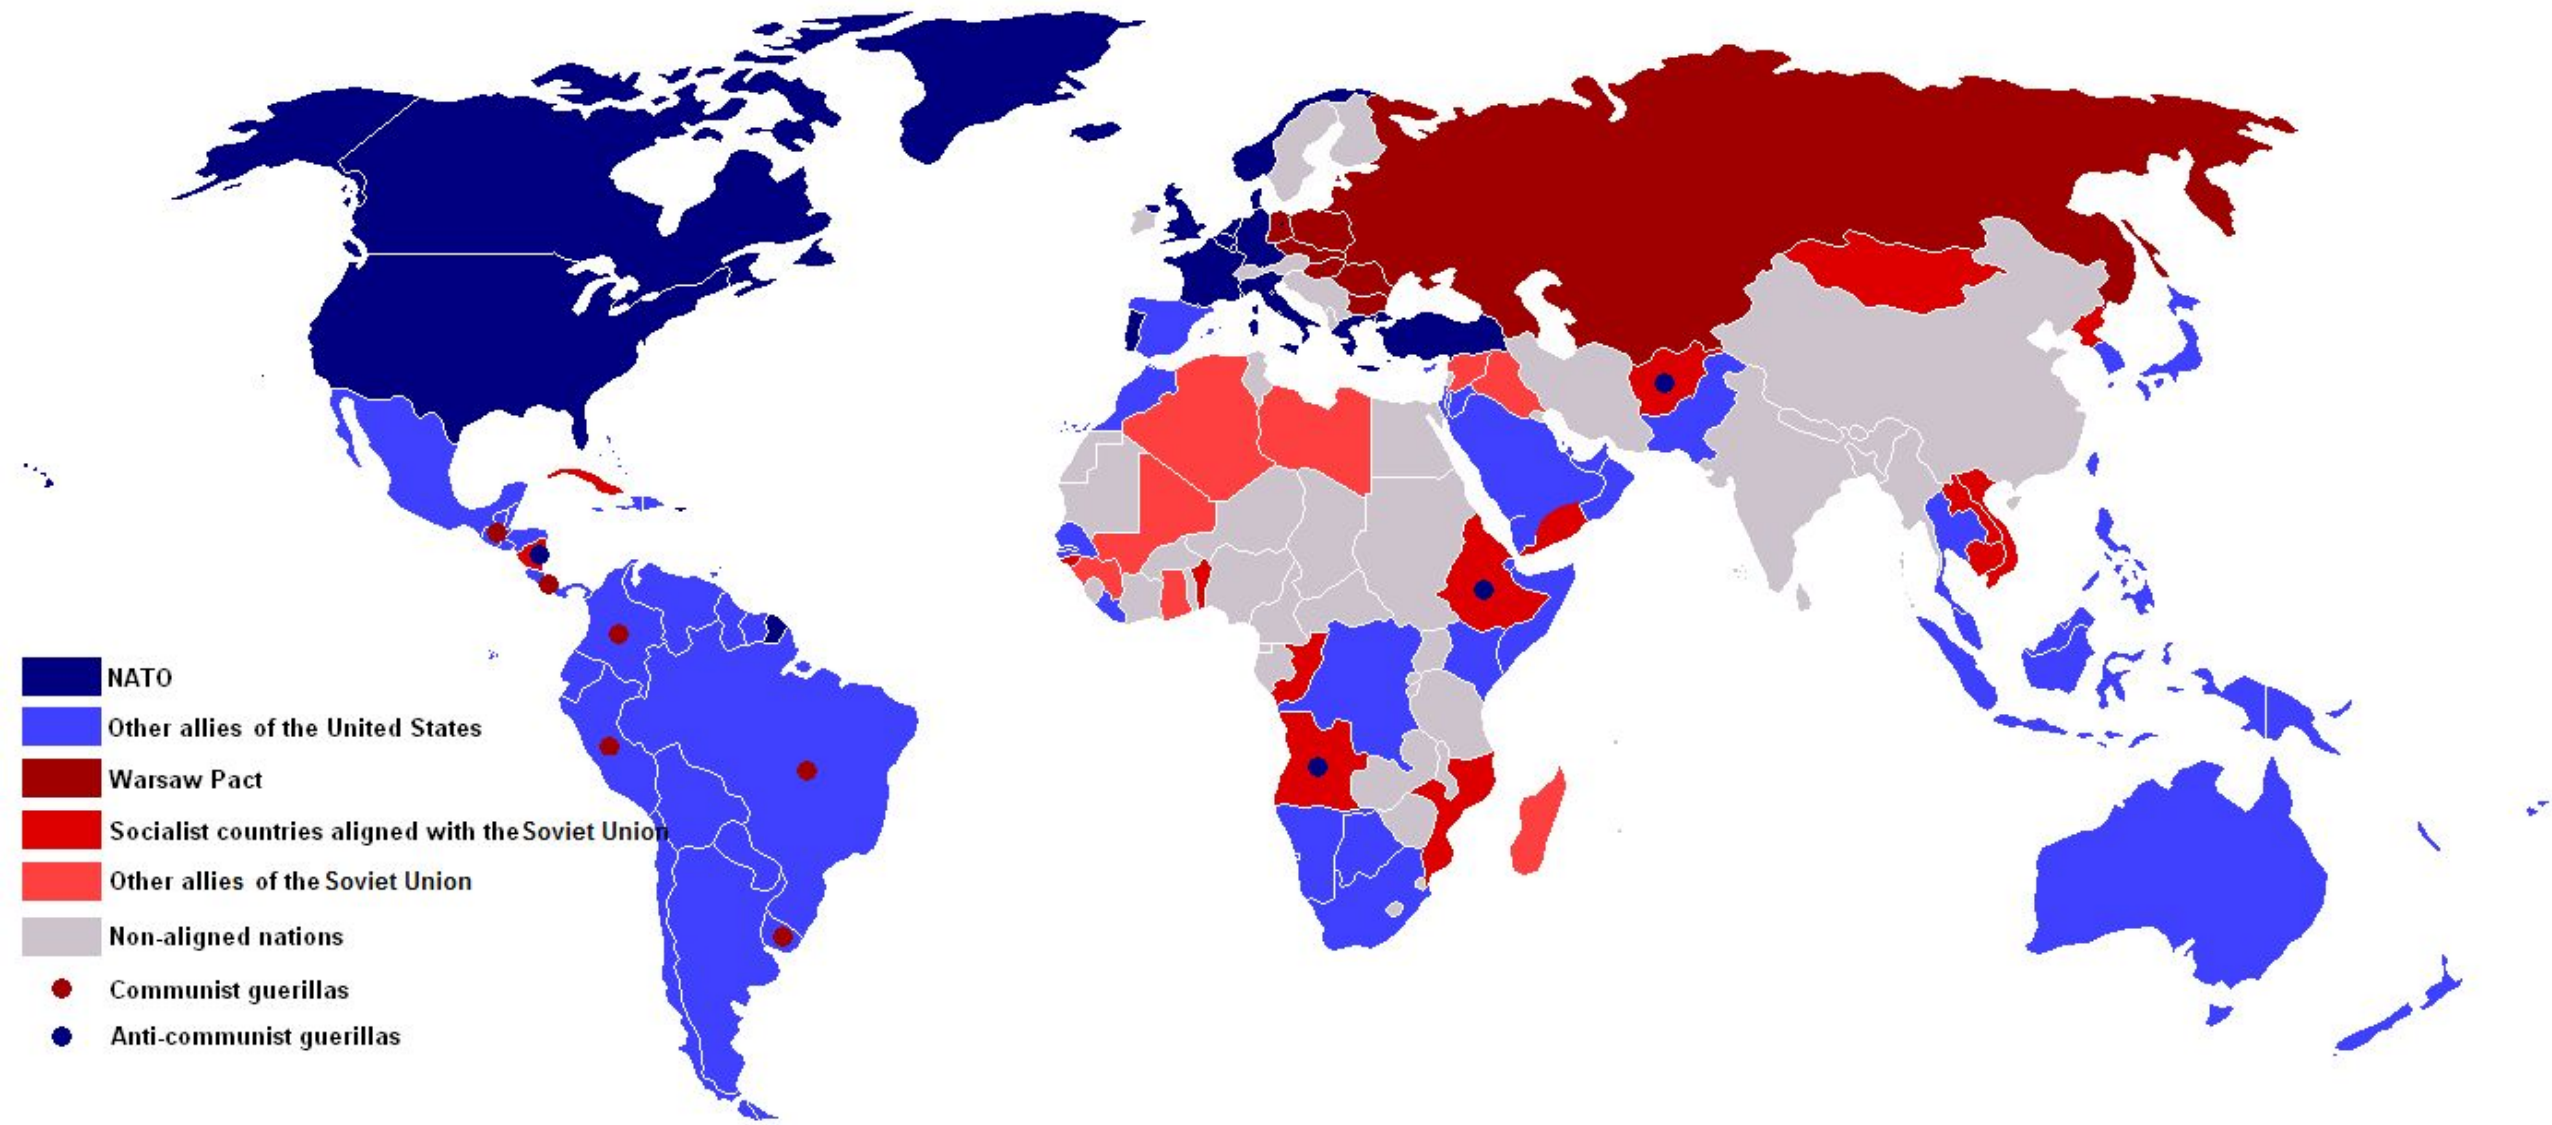 NATO
Other allies of the United States
Warsaw Pact
Socialist countries aligned with the Soviet Union
Other allies of the Soviet Union
Non-aligned nations
Communist guerillas
Anti-communist guerillas